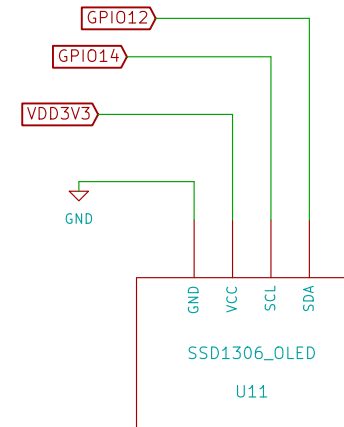 GPIO12
GPIO14
VDD3V3
GND
GND
VCC
SCL
SDA
SSD1306_OLED
U11